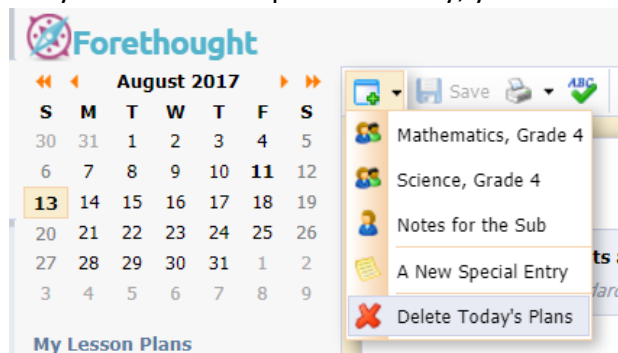 Forethought
August 2017
S M T W T F S
30 31 1 2 3 4 5
6 7 8 9 10 11 12
13 14 15 16 17 18 19
20 21 22 23 24 25 26
27 28 29 30 31 1 2
3 4 5 6 7 8 9
My Lesson Plans
Save ABC
Mathematics, Grade 4
Science, Grade 4
Notes for the Sub
A New Special Entry
Delete Today's Plans